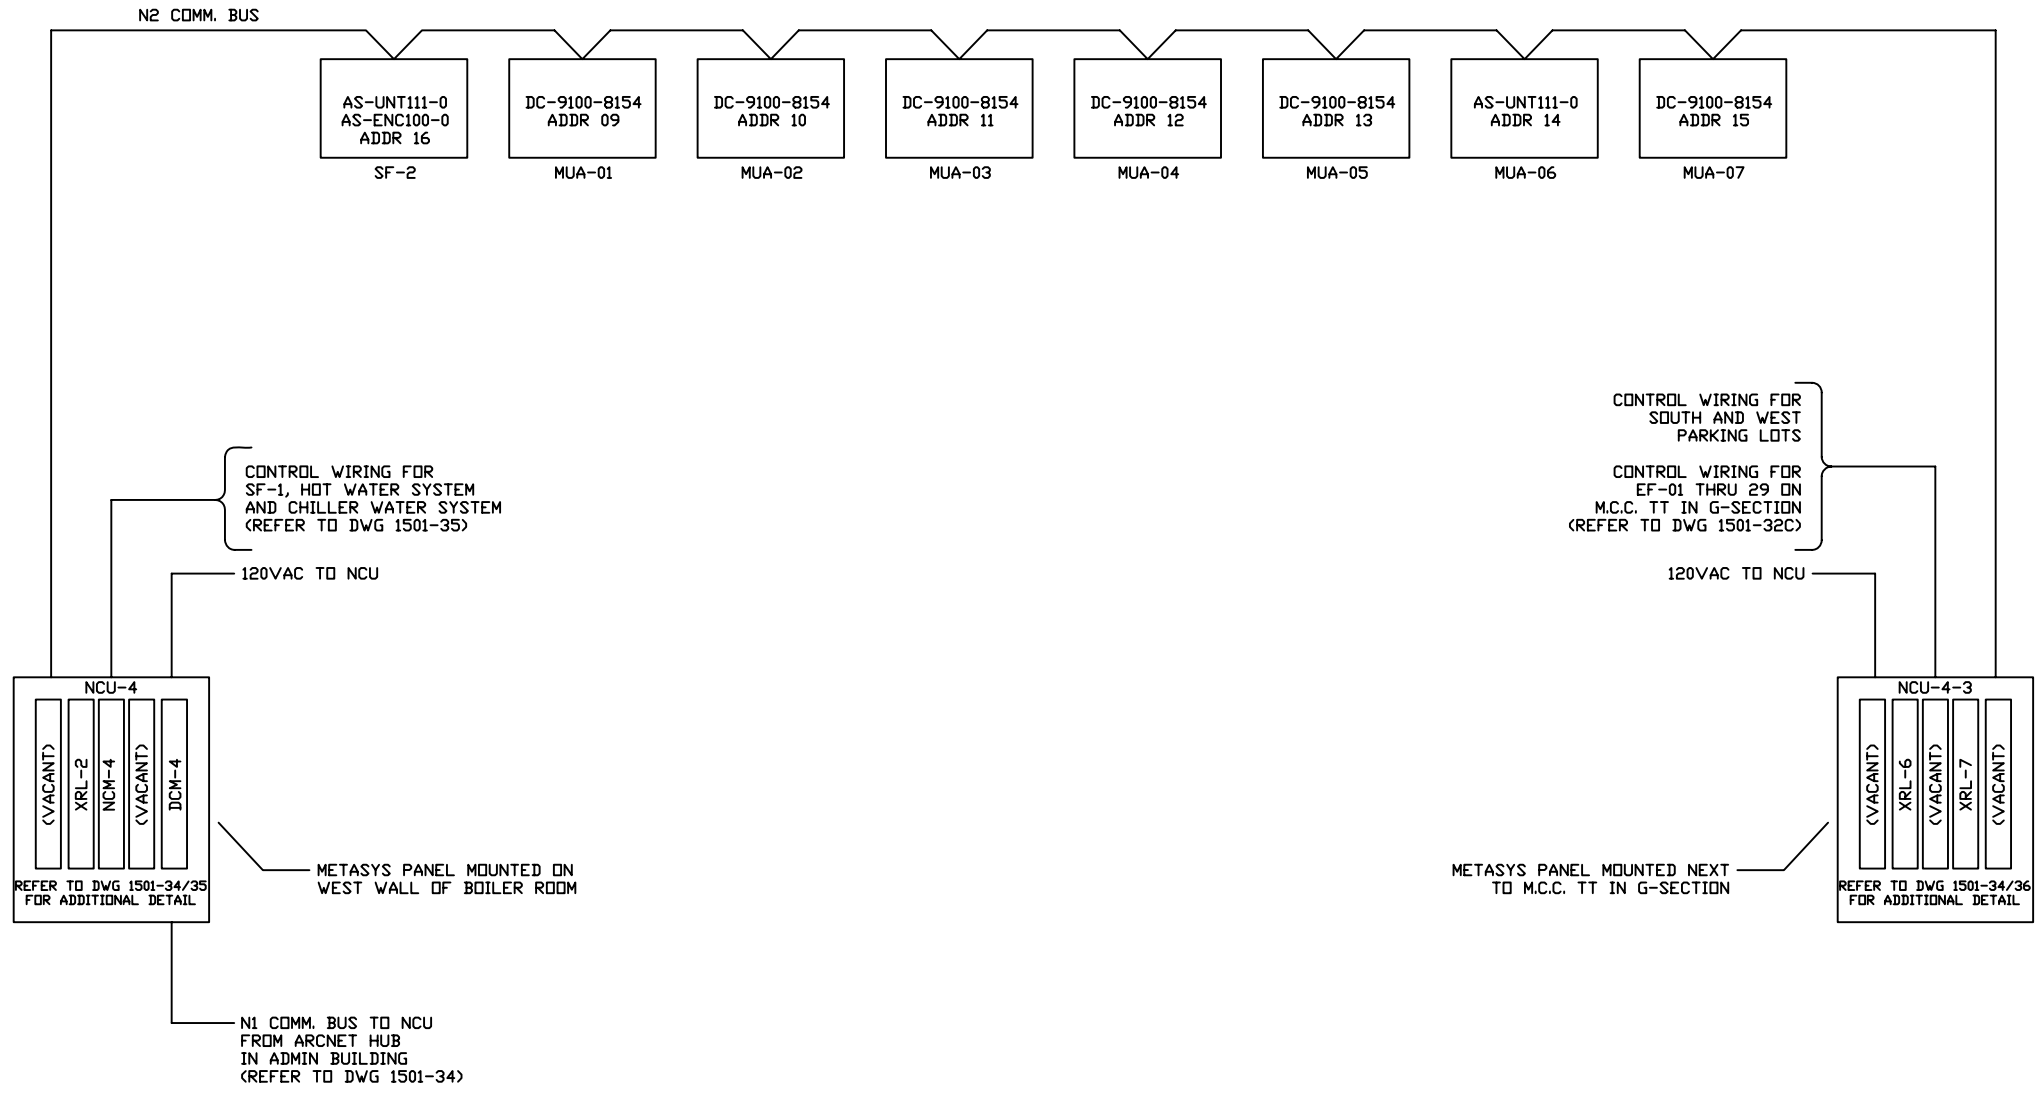 N2 COMM. BUS
AS-UNT111-0
AS-ENC100-0
ADDR 16
SF-2
DC-9100-8154
ADDR 09
MUA-01
DC-9100-8154
ADDR 10
MUA-02
DC-9100-8154
ADDR 11
MUA-03
DC-9100-8154
ADDR 12
MUA-04
DC-9100-8154
ADDR 13
MUA-05
AS-UNT111-0
ADDR 14
MUA-06
DC-9100-8154
ADDR 15
MUA-07
CONTROL WIRING FOR
SF-1, HOT WATER SYSTEM
AND CHILLER WATER SYSTEM
(REFER TO DWG 1501-35)
120VAC TO NCU
CONTROL WIRING FOR
SOUTH AND WEST
PARKING LOTS
CONTROL WIRING FOR
EF-01 THRU 29 ON
M.C.C. TT IN G-SECTION
(REFER TO DWG 1501-32C)
120VAC TO NCU
NCU-4
(VACANT)
XRL-2
NCM-4
(VACANT)
DCM-4
REFER TO DWG 1501-34/35
FOR ADDITIONAL DETAIL
METASYS PANEL MOUNTED ON
WEST WALL OF BOILER ROOM
NCU-4-3
(VACANT)
XRL-6
(VACANT)
XRL-7
(VACANT)
REFER TO DWG 1501-34/36
FOR ADDITIONAL DETAIL
METASYS PANEL MOUNTED NEXT
TO M.C.C. TT IN G-SECTION
N1 COMM. BUS TO NCU
FROM ARCNET HUB
IN ADMIN BUILDING
(REFER TO DWG 1501-34)